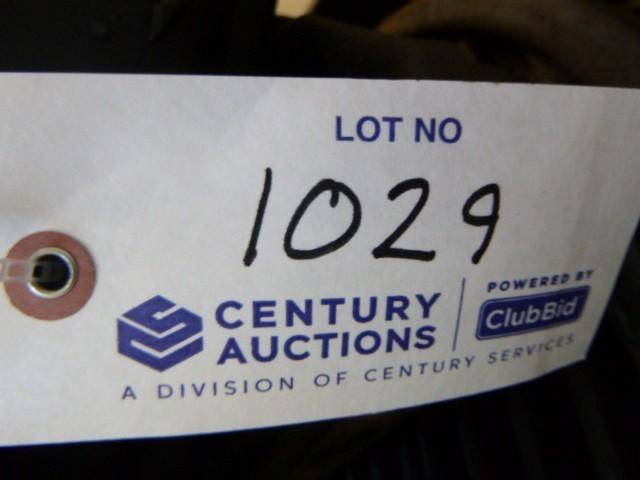 LOT NO
1029
CENTURY AUCTIONS
POWERED BY
ClubBid
A DIVISION OF CENTURY SERVICES